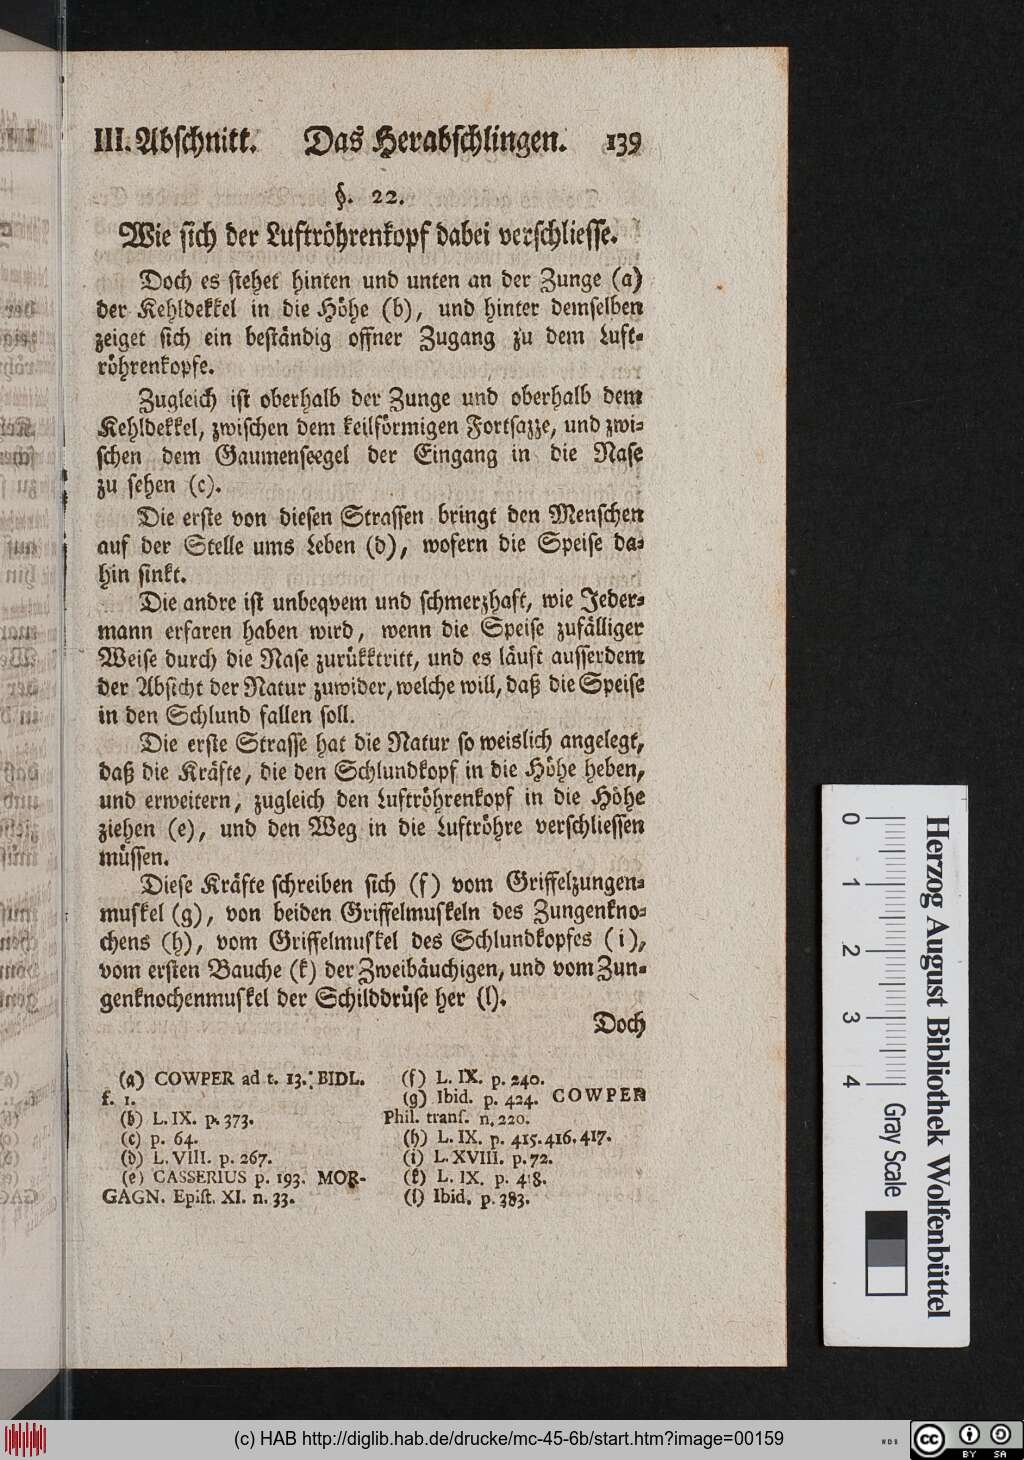 III. Abschnitt. Das Herabschlingen. 139
§. 22.
Wie sich der Luftröhrenkopf dabei verschliesse.
Doch es stehet hinten und unten an der Zunge (a)
der Kehldekkel in die Höhe (b), und hinter demselben
zeiget sich ein beständig offner Zugang zu dem Luft-
röhrenkopfe.
Zugleich ist oberhalb der Zunge und oberhalb dem
Kehldekkel, zwischen dem keilförmigen Fortsazze, und zwi-
schen dem Gaumenseegel der Eingang in die Nase
zu sehen (c).
Die erste von diesen Strassen bringt den Menschen
auf der Stelle ums Leben (d), wofern die Speise da-
hin sinkt.
Die andre ist unbeqvem und schmerzhaft, wie Jeder-
mann erfaren haben wird, wenn die Speise zufälliger
Weise durch die Nase zurükktritt, und es läuft ausserdem
der Absicht der Natur zuwider, welche will, daß die Speise
in den Schlund fallen soll.
Die erste Strasse hat die Natur so weislich angelegt,
daß die Kräfte, die den Schlundkopf in die Höhe heben,
und erweitern, zugleich den Luftröhrenkopf in die Höhe
ziehen (e), und den Weg in die Luftröhre verschliessen
müssen.
Diese Kräfte schreiben sich (f) vom Griffelzungen-
muskel (g), von beiden Griffelmuskeln des Zungenkno-
chens (h), vom Griffelmuskel des Schlundkopfes (i),
vom ersten Bauche (k) der Zweibäuchigen, und vom Zun-
genknochenmuskel der Schilddrüse her (l).
Doch
(a) COWPER ad t. 13. BIDL.
f. 1.
(b) L. IX. p. 373.
(c) p. 64.
(d) L. VIII. p. 267.
(e) CASSERIUS p. 193. MOR-
GAGN. Epist. XI. n. 33.
(f) L. IX. p. 240.
(g) Ibid. p. 424. COWPER
Phil. trans. n. 220.
(h) L. IX. p. 415. 416. 417.
(i) L. XVIII. p. 72.
(k) L. IX. p. 418.
(l) Ibid. p. 383.
0 1 2 3 4
Herzog August Bibliothek Wolfenbüttel
Gray Scale
(c) HAB http://diglib.hab.de/drucke/mc-45-6b/start.htm?image=00159
WDB
cc BY SA